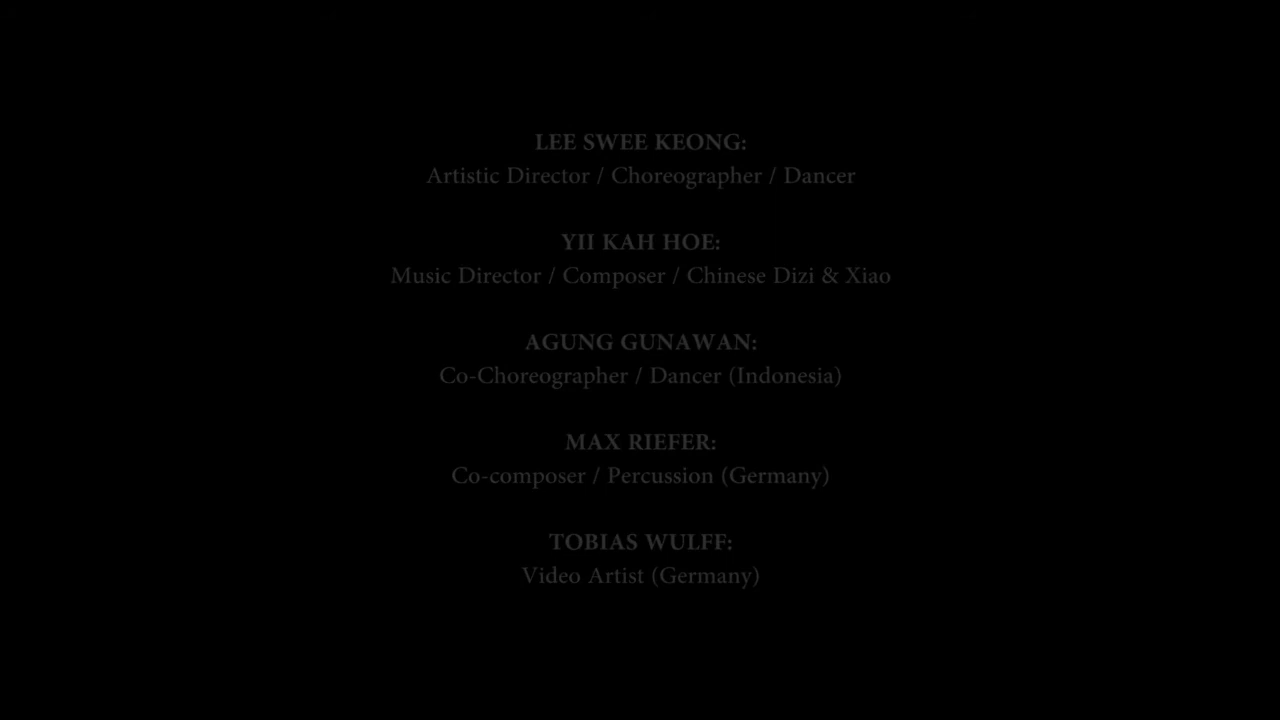 LEE SWEE KEONG:
Artistic Director / Choreographer / Dancer
YII KAH HOE:
Music Director / Composer / Chinese Dizi & Xiao
AGUNG GUNAWAN:
Co-Choreographer / Dancer (Indonesia)
MAX RIEFER:
Co-composer / Percussion (Germany)
TOBIAS WULFF:
Video Artist (Germany)